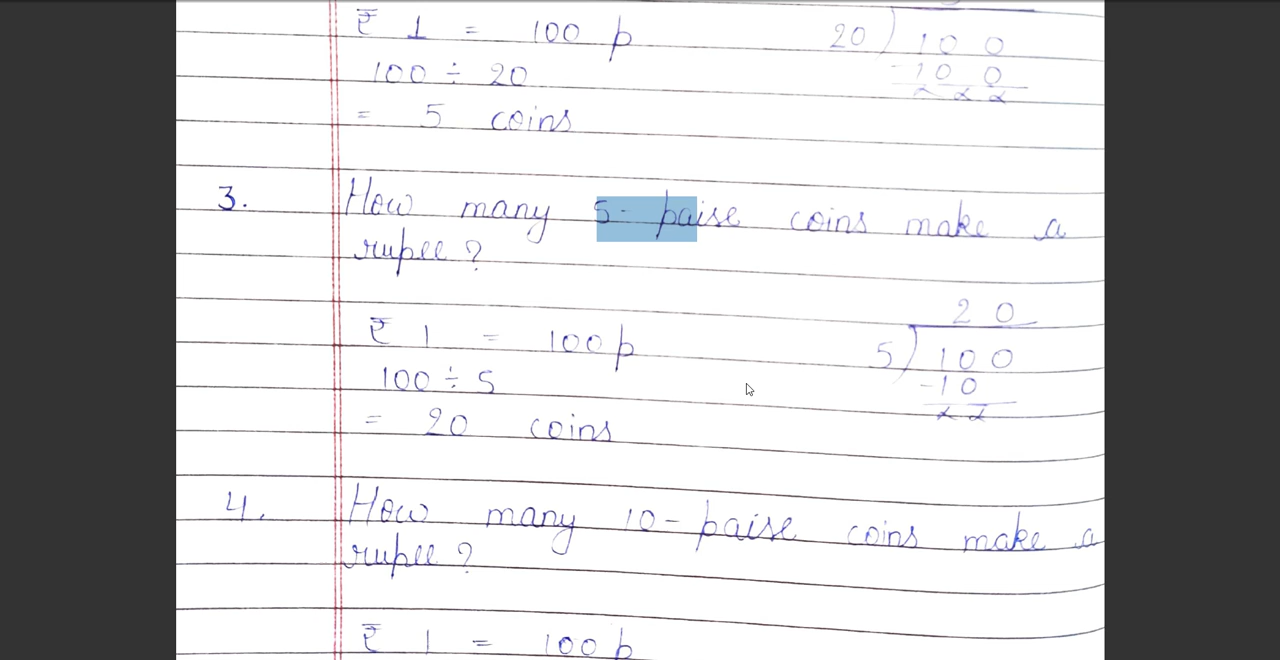 ₹ 1 = 100 p
20 ) 100
100 ÷ 20
- 100
= 5 coins
3. How many 5- paise coins make a
rupee ?
20
₹ 1 = 100 p
5 ) 100
100 ÷ 5
- 10
= 20 coins
4. How many 10-paise coins make a
rupee ?
₹ 1 = 100 p